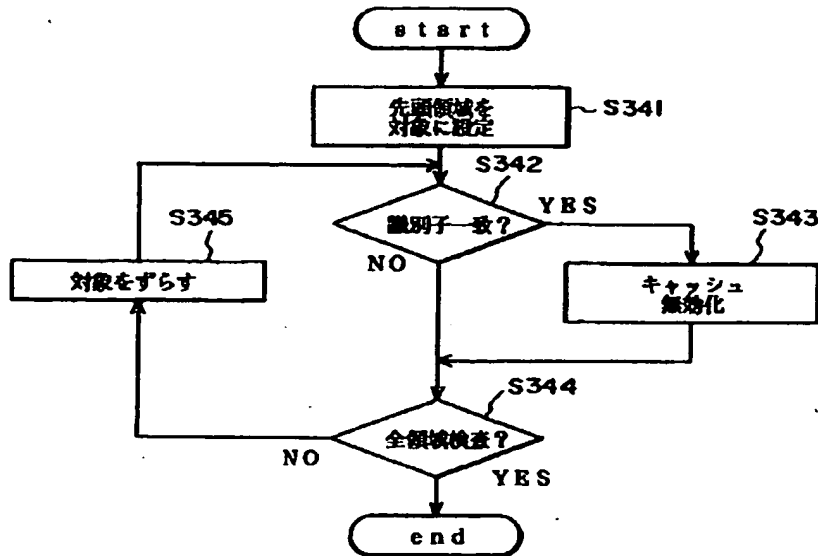 start
先頭領域を
対象に設定
S341
S342
識別子一致?
YES
NO
S343
キャッシュ
無効化
S345
対象をずらす
S344
全領域検査?
NO
YES
end